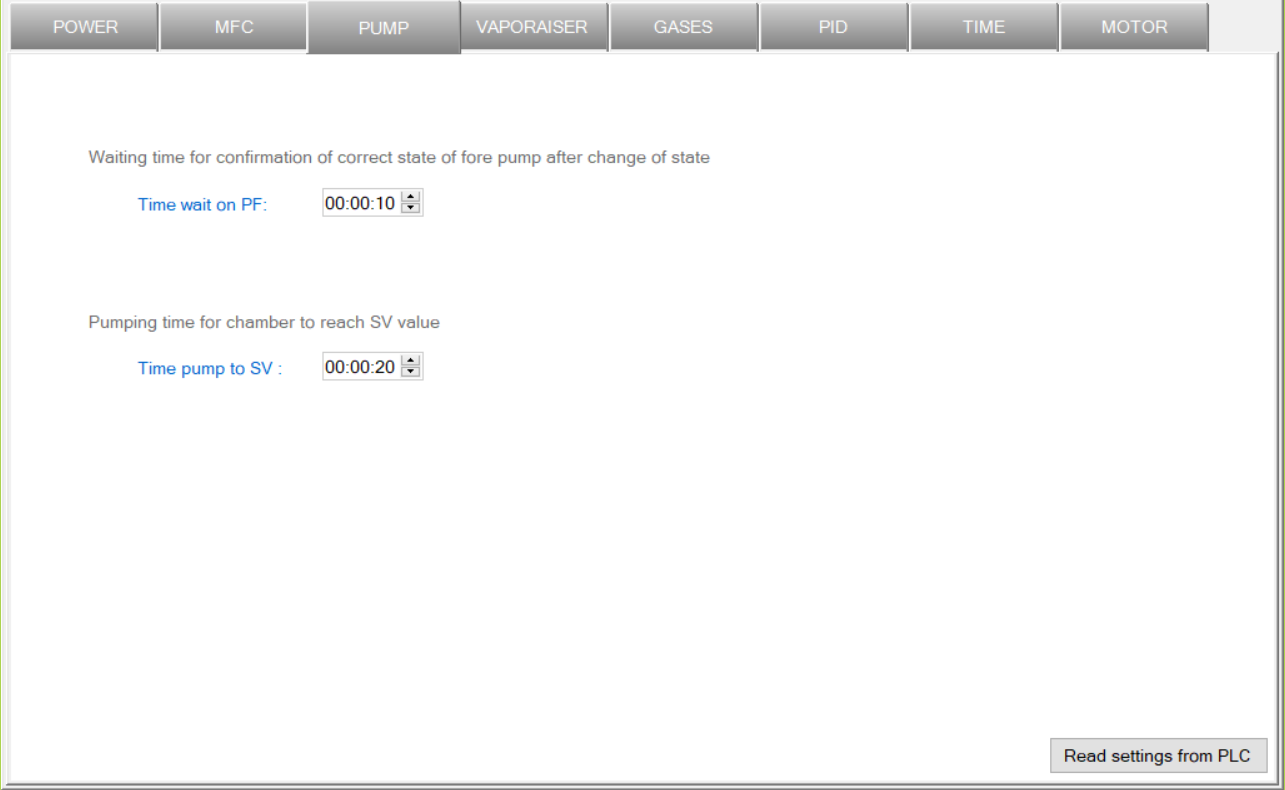 POWER MFC PUMP VAPORAISER GASES PID TIME MOTOR
Waiting time for confirmation of correct state of fore pump after change of state
Time wait on PF: 00:00:10
Pumping time for chamber to reach SV value
Time pump to SV : 00:00:20
Read settings from PLC